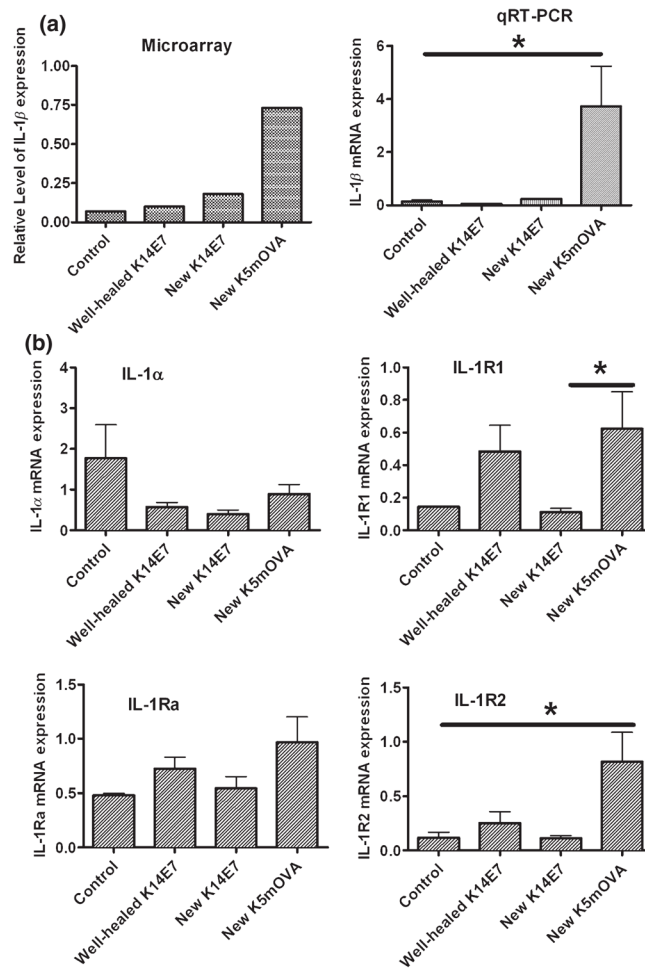 (a)
Microarray
Relative Level of IL-1β expression
1.00
0.75
0.50
0.25
0.00
Control
Well-healed K14E7
New K14E7
New K5mOVA
qRT-PCR
*
IL-1β mRNA expression
6
4
2
0
Control
Well-healed K14E7
New K14E7
New K5mOVA
(b)
IL-1α
IL-1α mRNA expression
4
3
2
1
0
Control
Well-healed K14E7
New K14E7
New K5mOVA
IL-1R1
*
IL-1R1 mRNA expression
1.0
0.8
0.6
0.4
0.2
0.0
Control
Well-healed K14E7
New K14E7
New K5mOVA
IL-1Ra
IL-1Ra mRNA expression
1.5
1.0
0.5
0.0
Control
Well-healed K14E7
New K14E7
New K5mOVA
IL-1R2
*
IL-1R2 mRNA expression
1.5
1.0
0.5
0.0
Control
Well-healed K14E7
New K14E7
New K5mOVA